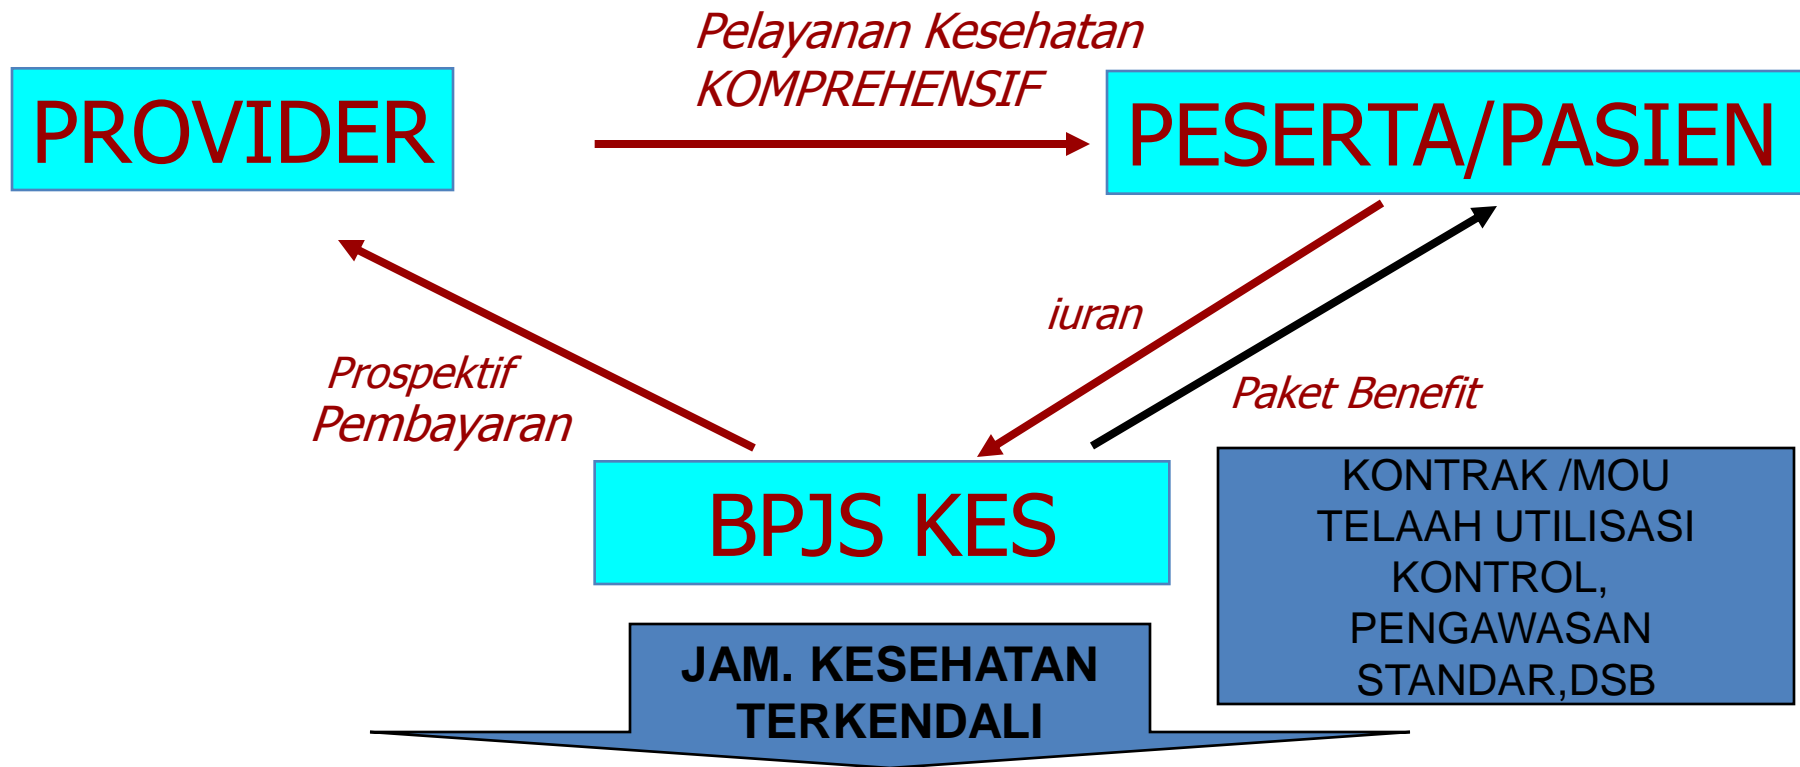 Pelayanan Kesehatan
KOMPREHENSIF
PROVIDER
PESERTA/PASIEN
iuran
Prospektif
Pembayaran
Paket Benefit
BPJS KES
KONTRAK /MOU
TELAAH UTILISASI
KONTROL,
PENGAWASAN
STANDAR,DSB
JAM. KESEHATAN
TERKENDALI